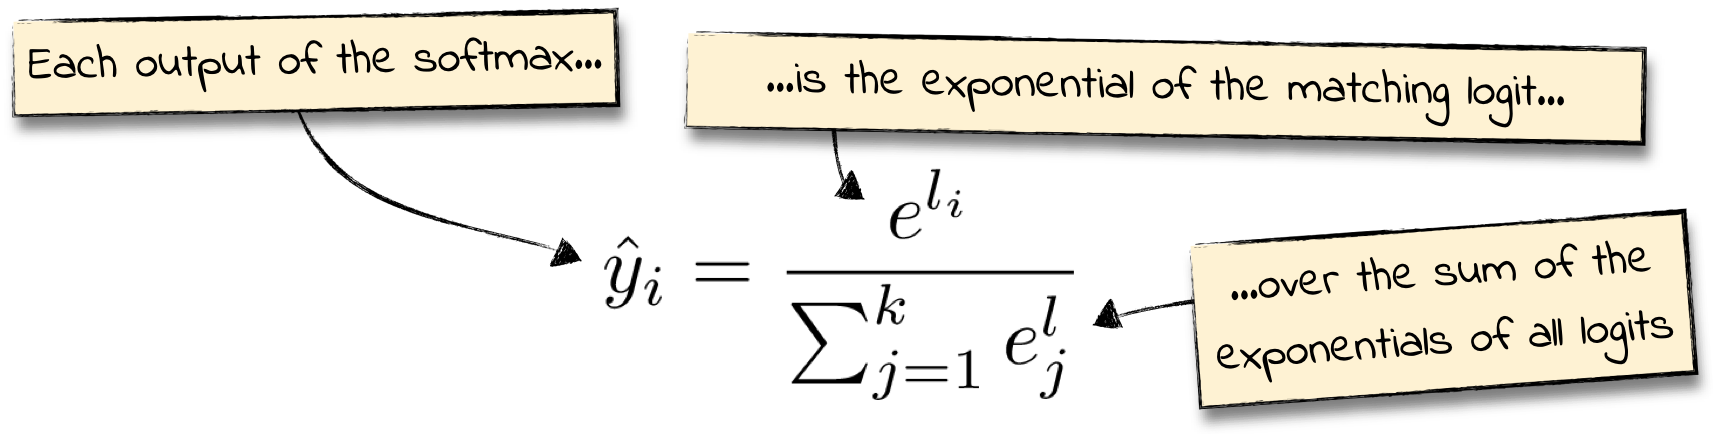 Each output of the softmax...
...is the exponential of the matching logit...
ŷ_i = e^{l_i} / ∑_{j=1}^{k} e_j^l
...over the sum of the
exponentials of all logits